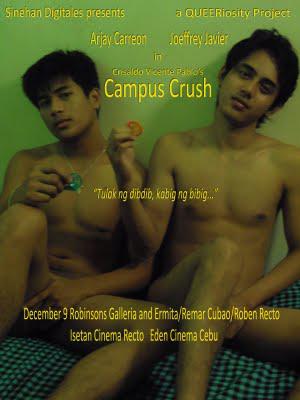 Sinehan Digitales presents a QUEERiosity Project
Arjay Carreon Joeffrey Javier
in
Crisaldo Vicente Pablo's
Campus Crush
"Tulak ng dibdib, kabig ng bibig..."
December 9 Robinsons Galleria and Ermita/Remar Cubao/Roben Recto
Isetan Cinema Recto Eden Cinema Cebu